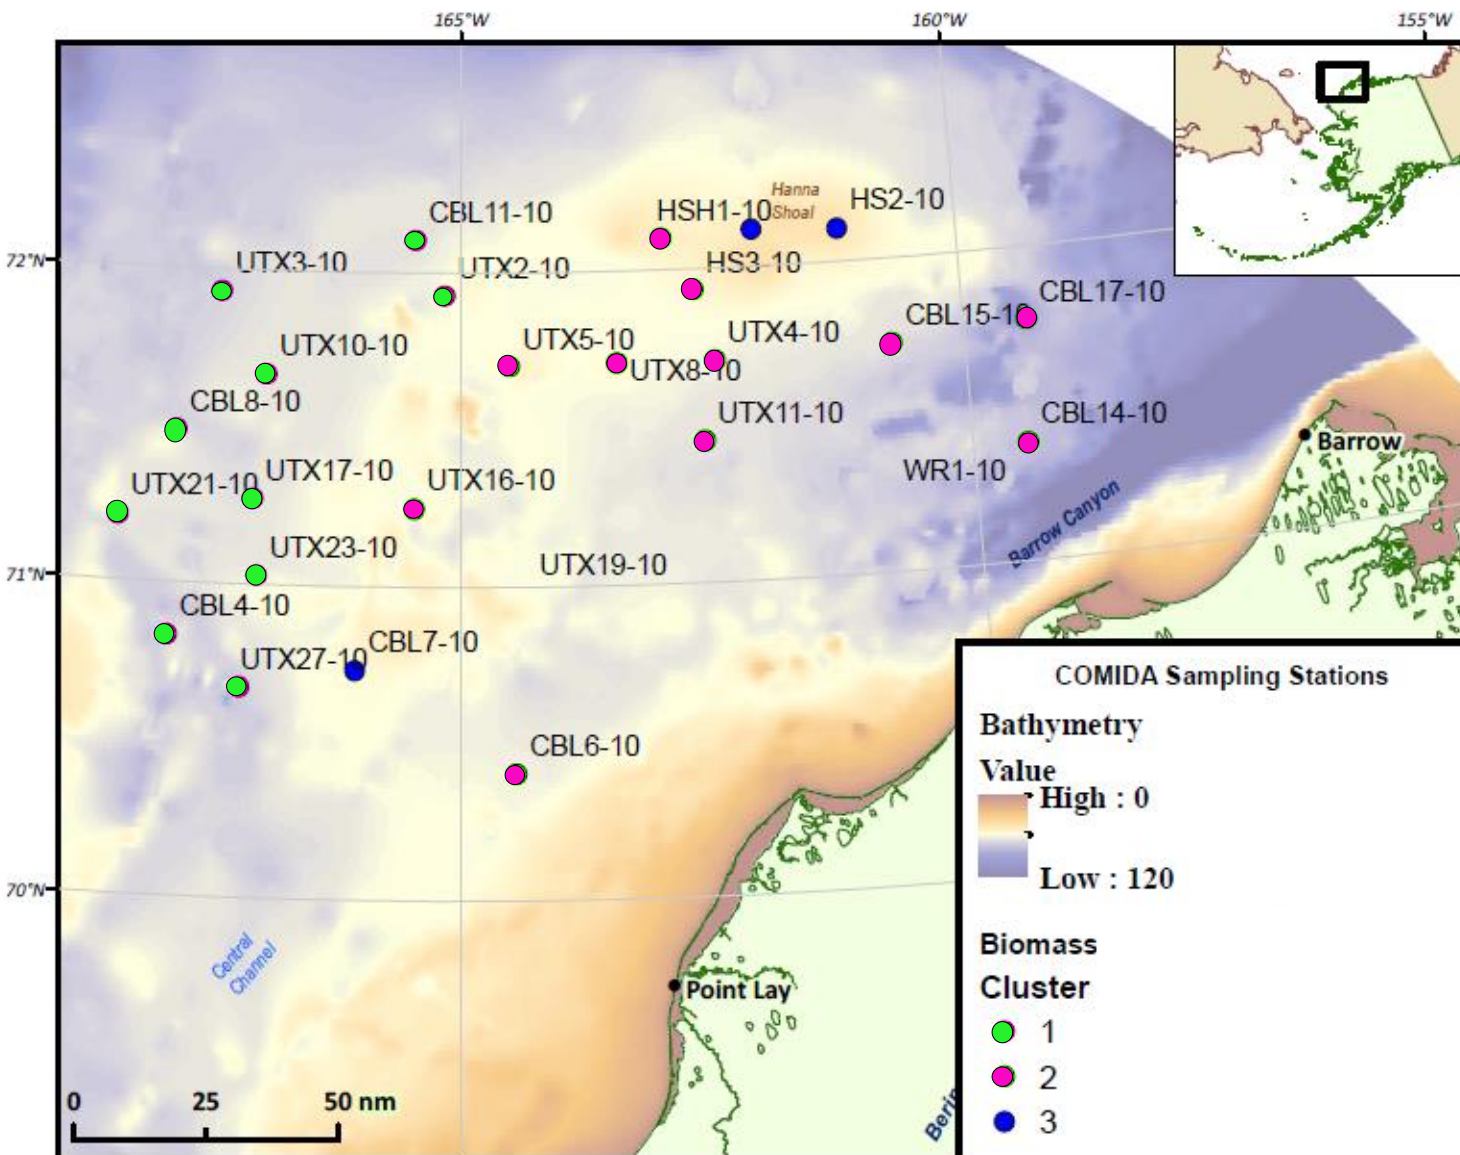 165°W
160°W
155°W
Hanna
Shoal
HS2-10
HSH1-10
CBL11-10
72°N
UTX3-10
UTX2-10
HS3-10
CBL17-10
CBL15-10
UTX10-10
UTX5-10
UTX4-10
UTX8-10
CBL8-10
UTX11-10
CBL14-10
Barrow
UTX21-10
UTX17-10
UTX16-10
WR1-10
Barrow Canyon
UTX23-10
71°N
UTX19-10
CBL4-10
CBL7-10
UTX27-10
CBL6-10
70°N
Central
Channel
Point Lay
0 25 50 nm
COMIDA Sampling Stations
Bathymetry
Value
High : 0
Low : 120
Biomass
Cluster
1
2
3